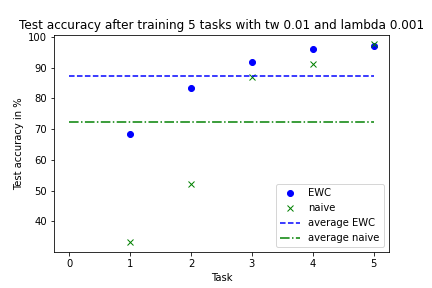 Test accuracy after training 5 tasks with tw 0.01 and lambda 0.001
100
90
80
70
60
50
40
Test accuracy in %
0 1 2 3 4 5
Task
EWC
naive
average EWC
average naive